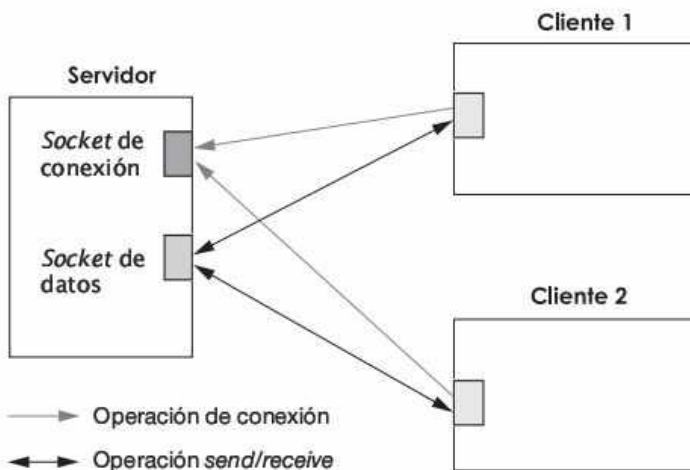 Cliente 1
Servidor
Socket de
conexión
Socket de
datos
Cliente 2
Operación de conexión
Operación send/receive